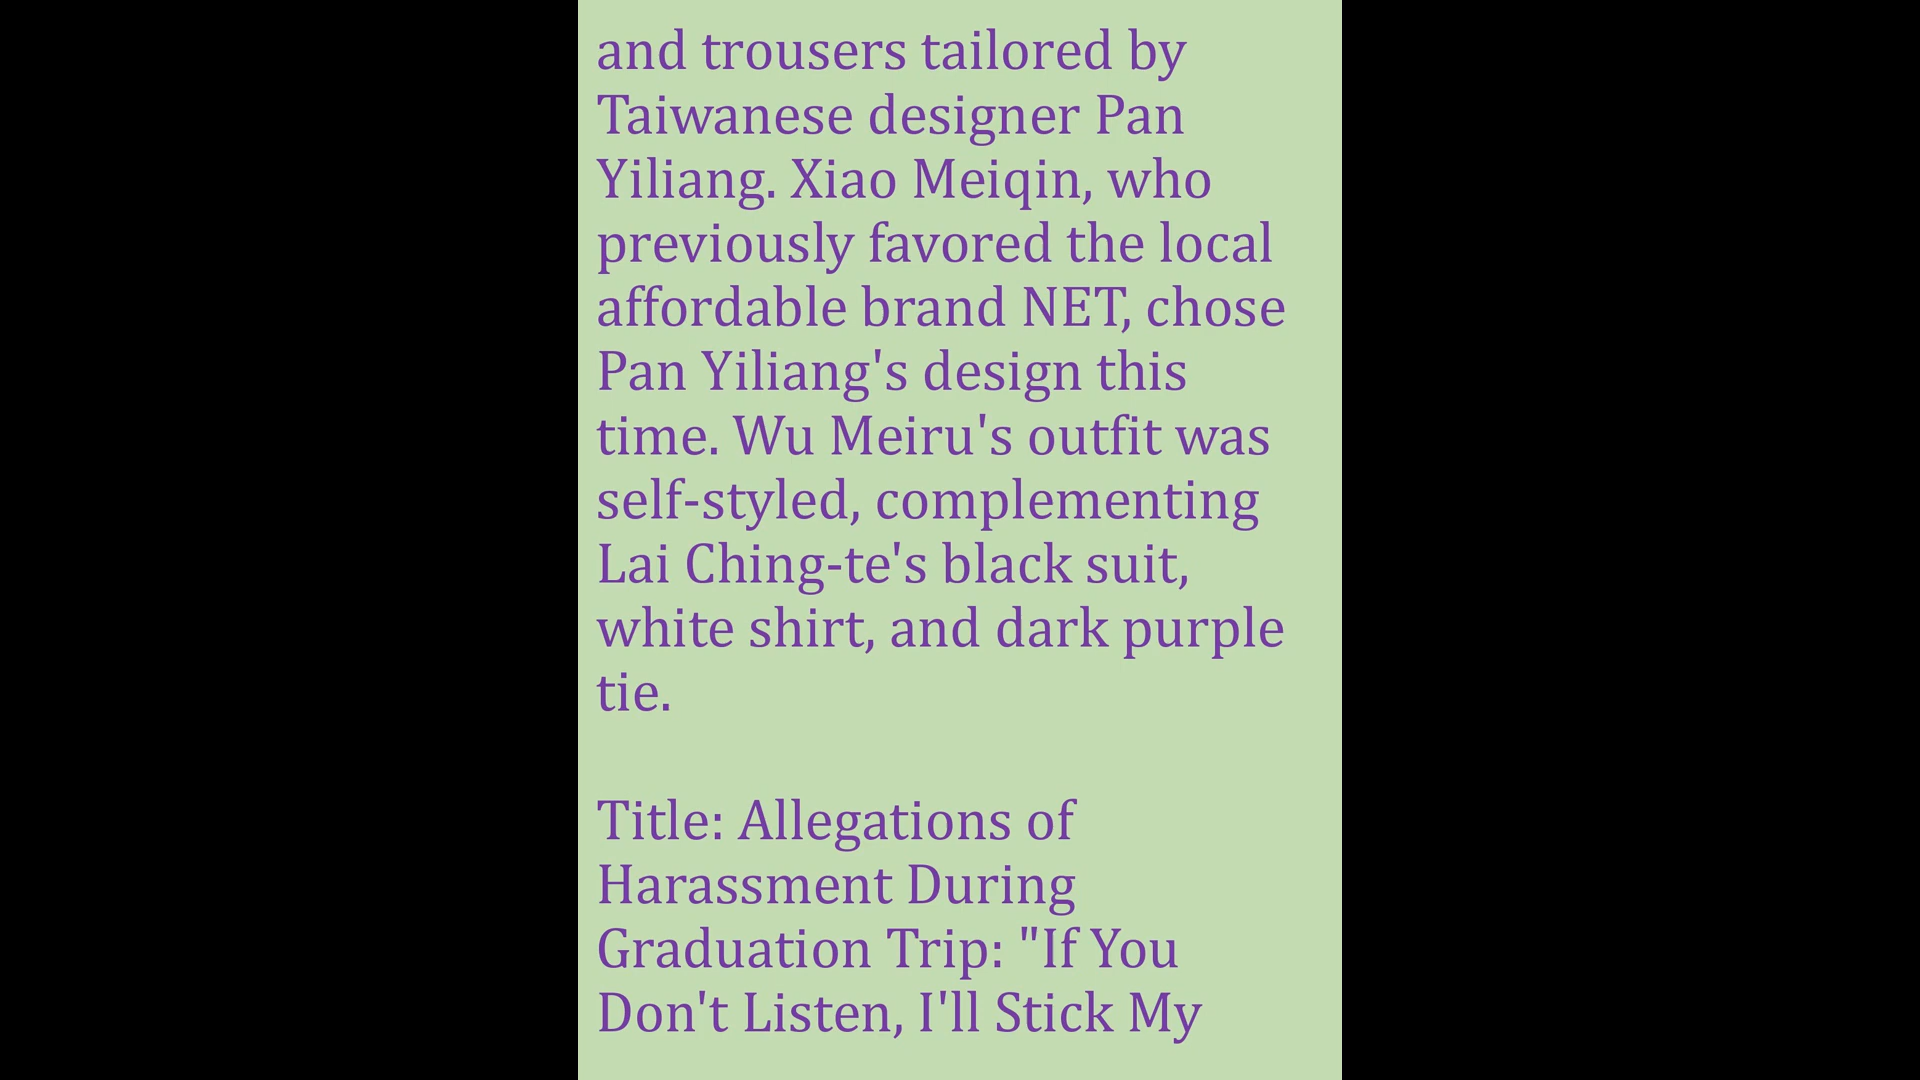 and trousers tailored by
Taiwanese designer Pan
Yiliang. Xiao Meiqin, who
previously favored the local
affordable brand NET, chose
Pan Yiliang's design this
time. Wu Meiru's outfit was
self-styled, complementing
Lai Ching-te's black suit,
white shirt, and dark purple
tie.
Title: Allegations of
Harassment During
Graduation Trip: "If You
Don't Listen, I'll Stick My